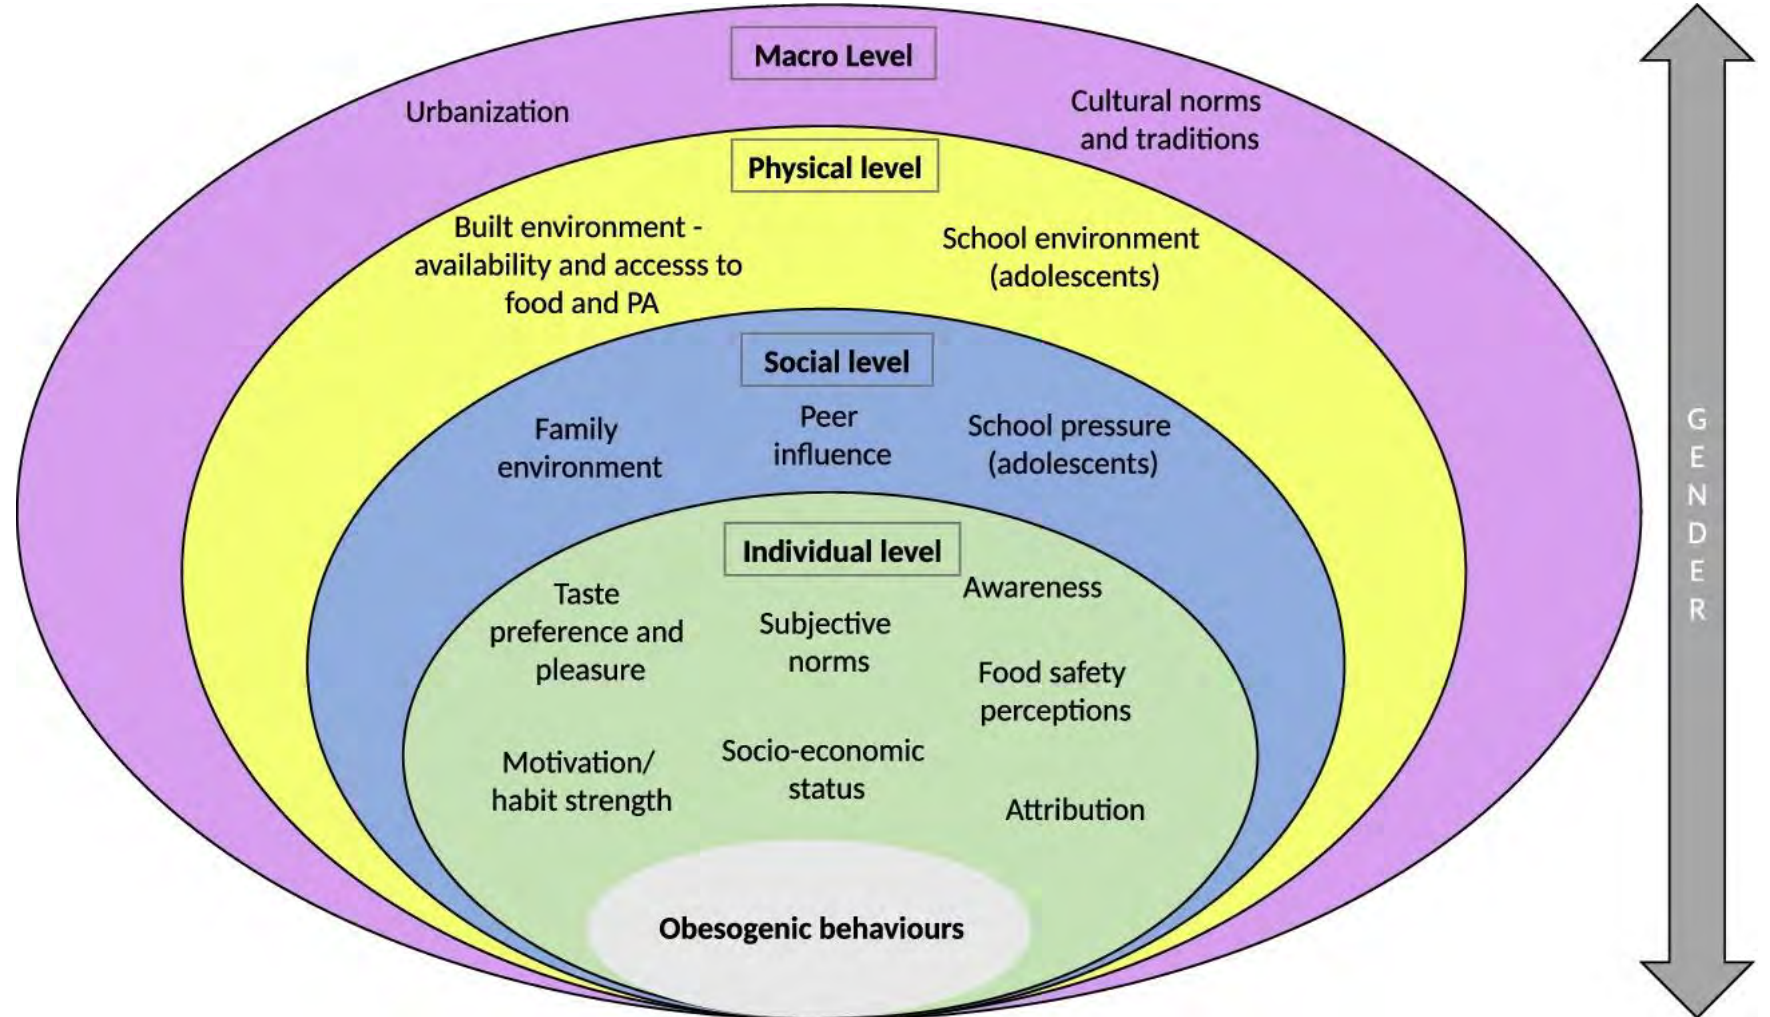 Macro Level
Urbanization
Cultural norms
and traditions
Physical level
Built environment -
availability and accesss to
food and PA
School environment
(adolescents)
Social level
Family
environment
Peer
influence
School pressure
(adolescents)
Individual level
Taste
preference and
pleasure
Subjective
norms
Awareness
Food safety
perceptions
Motivation/
habit strength
Socio-economic
status
Attribution
Obesogenic behaviours
G
E
N
D
E
R